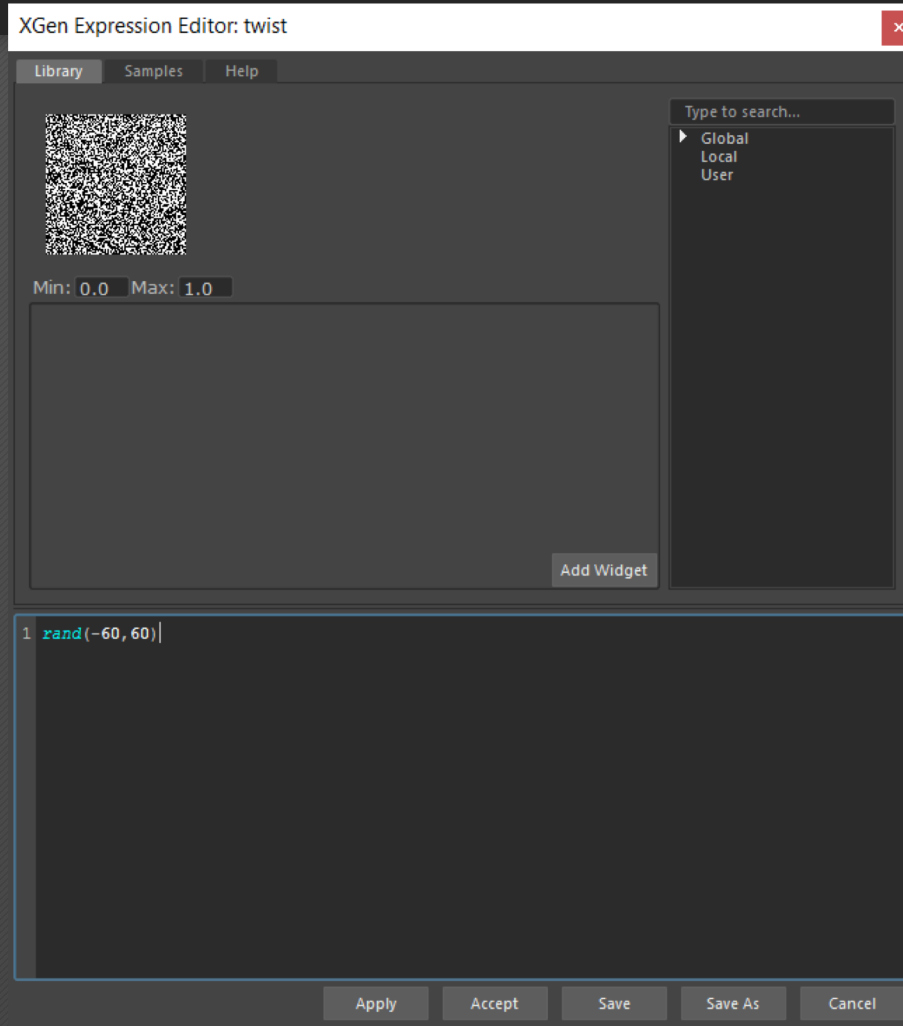 XGen Expression Editor: twist
Library Samples Help
Type to search...
Global
Local
User
Min: 0.0 Max: 1.0
Add Widget
1 rand(-60,60)
Apply Accept Save Save As Cancel